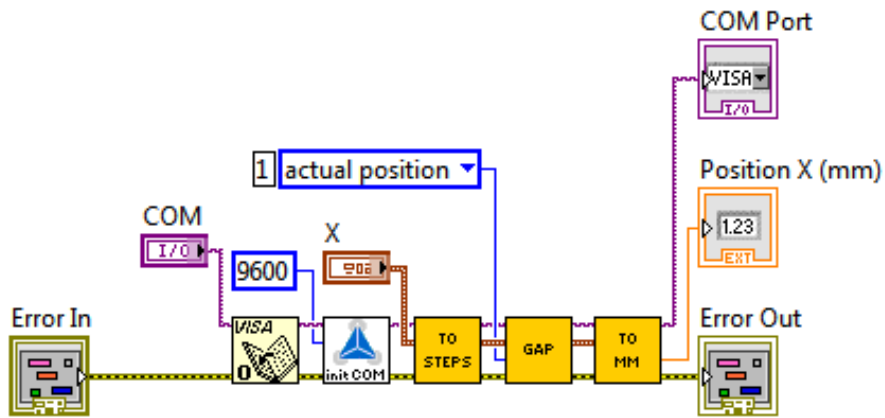 COM Port
VISA
I/O
1 actual position
Position X (mm)
1.23
EXT
COM
I/O
X
9600
Error In
VISA
O
init COM
TO
STEPS
GAP
TO
MM
Error Out